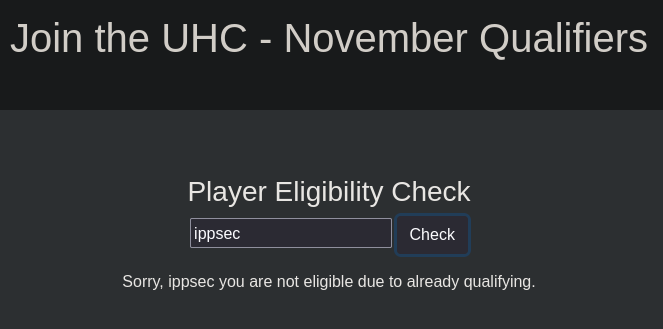 Join the UHC - November Qualifiers
Player Eligibility Check
ippsec Check
Sorry, ippsec you are not eligible due to already qualifying.